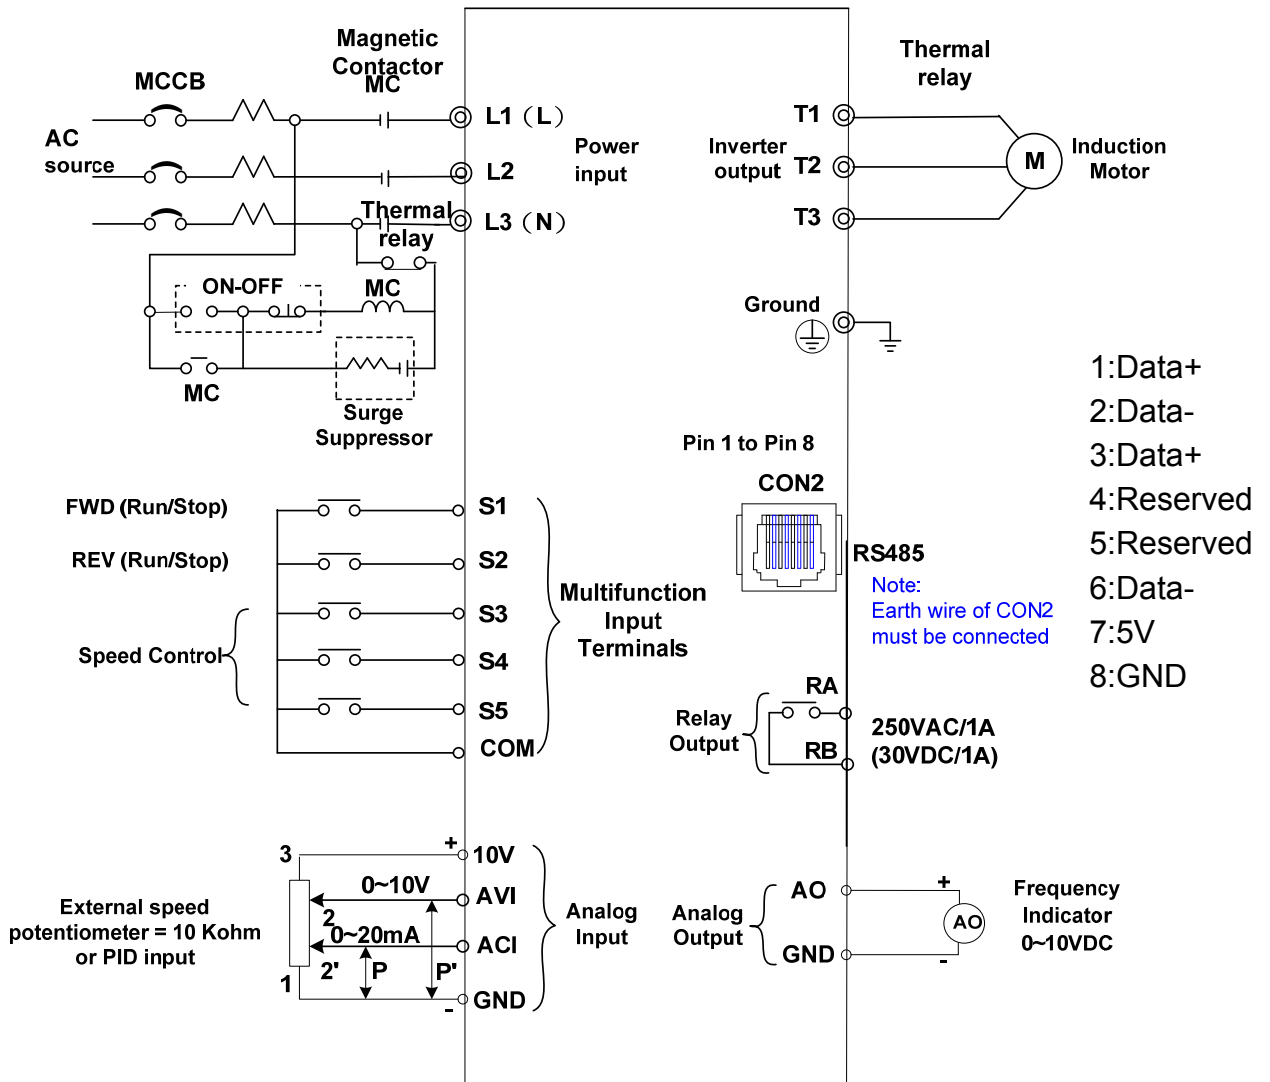 Magnetic
Contactor
MC
MCCB
AC
source
L1 (L)
L2
L3 (N)
Power
input
Thermal
relay
ON-OFF
MC
MC
Surge
Suppressor
Thermal
relay
T1
T2
T3
Inverter
output
M
Induction
Motor
Ground
Pin 1 to Pin 8
CON2
RS485
Note:
Earth wire of CON2
must be connected
1:Data+
2:Data-
3:Data+
4:Reserved
5:Reserved
6:Data-
7:5V
8:GND
FWD (Run/Stop)
REV (Run/Stop)
Speed Control
S1
S2
S3
S4
S5
COM
Multifunction
Input
Terminals
RA
RB
Relay
Output
250VAC/1A
(30VDC/1A)
External speed
potentiometer = 10 Kohm
or PID input
3
2
2'
1
0~10V
0~20mA
P
P'
+
-
10V
AVI
ACI
GND
Analog
Input
Analog
Output
AO
GND
+
-
AO
Frequency
Indicator
0~10VDC